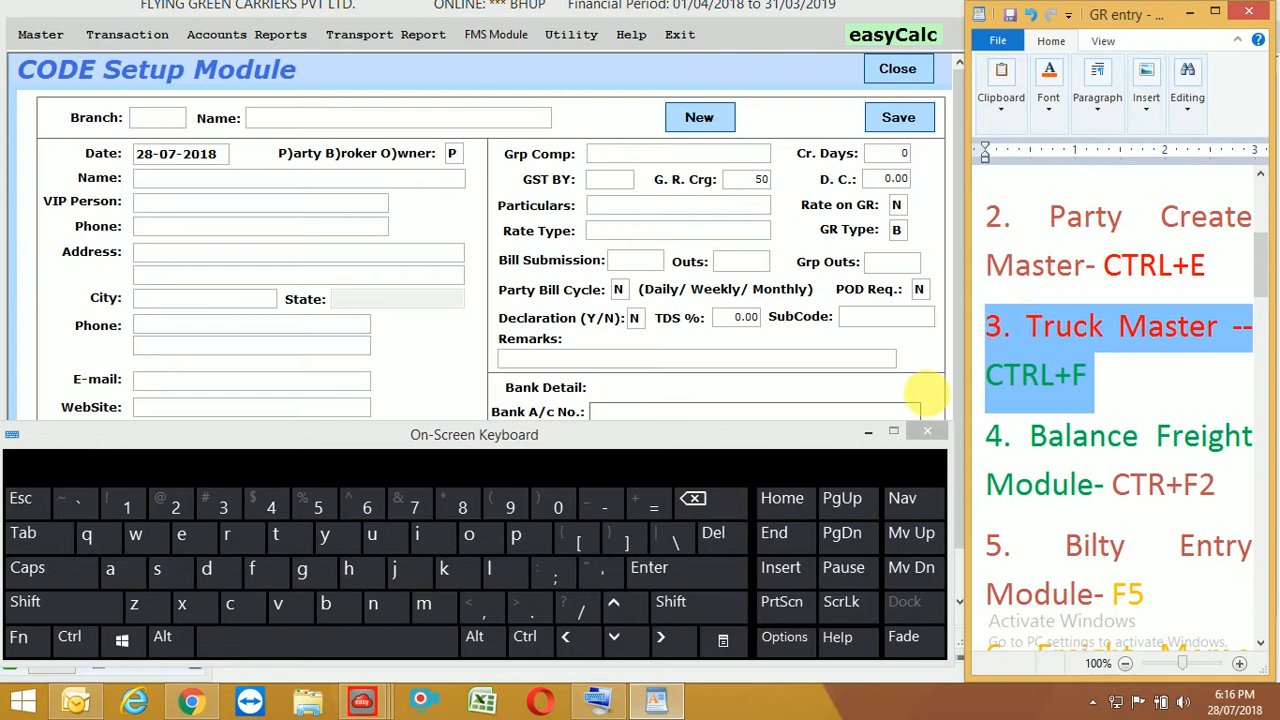 FLYING GREEN CARRIERS PVT LTD. ONLINE: *** BHUP Financial Period: 01/04/2018 to 31/03/2019
Master Transaction Accounts Reports Transport Report FMS Module Utility Help Exit easyCalc
CODE Setup Module Close
Branch: Name: New Save
Date: 28-07-2018 P)arty B)roker O)wner: P
Name:
VIP Person:
Phone:
Address:
City: State:
Phone:
E-mail:
WebSite:
Grp Comp: Cr. Days: 0
GST BY: G. R. Crg: 50 D. C.: 0.00
Particulars: Rate on GR: N
Rate Type: GR Type: B
Bill Submission: Outs: Grp Outs:
Party Bill Cycle: N (Daily/ Weekly/ Monthly) POD Req.: N
Declaration (Y/N): N TDS %: 0.00 SubCode:
Remarks:
Bank Detail:
Bank A/c No.:
On-Screen Keyboard
Esc ~ ` ! 1 @ 2 # 3 $ 4 % 5 ^ 6 & 7 * 8 ( 9 ) 0 _ - + = Home PgUp Nav
Tab q w e r t y u i o p { [ } ] | \ Del End PgDn Mv Up
Caps a s d f g h j k l : ; " ' Enter Insert Pause Mv Dn
Shift z x c v b n m < , > . ? / Shift PrtScn ScrLk Dock
Fn Ctrl Alt Alt Ctrl Options Help Fade
GR entry - ...
File Home View
Clipboard Font Paragraph Insert Editing
1 2 3
2. Party Create
Master- CTRL+E
3. Truck Master --
CTRL+F
4. Balance Freight
Module- CTR+F2
5. Bilty Entry
Module- F5
Activate Windows
Go to PC settings to activate Windows.
100%
easy
6:16 PM
28/07/2018